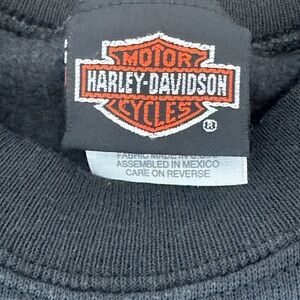 MOTOR
HARLEY-DAVIDSON
CYCLES
®
FABRIC MADE IN U.S.A.
ASSEMBLED IN MEXICO
CARE ON REVERSE